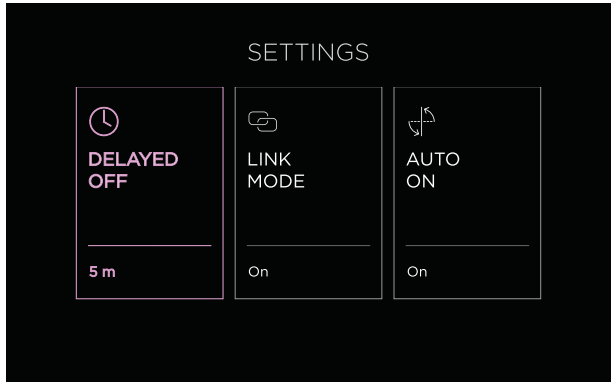 SETTINGS
DELAYED
OFF
5 m
LINK
MODE
On
AUTO
ON
On